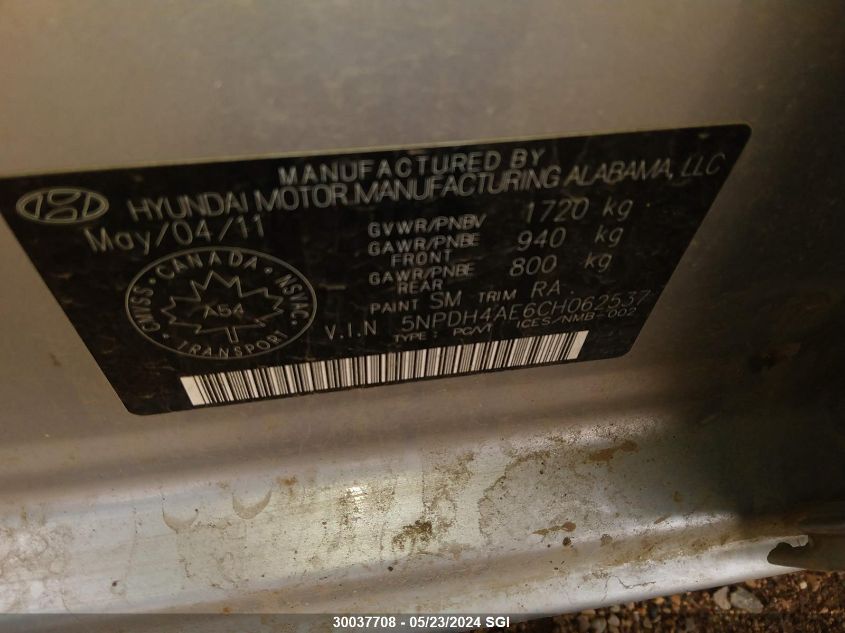 MANUFACTURED BY
HYUNDAI MOTOR MANUFACTURING ALABAMA, LLC
May/04/11
GVWR/PNBV 1720 kg
GAWR/PNBE FRONT 940 kg
GAWR/PNBE REAR 800 kg
PAINT SM TRIM RA
V.I.N 5NPDH4AE6CH062537
TYPE : PC/VT ICES/NMB-002
CANADA
CMVSS NSVAC
A54
TRANSPORT
30037708 - 05/23/2024 SGI